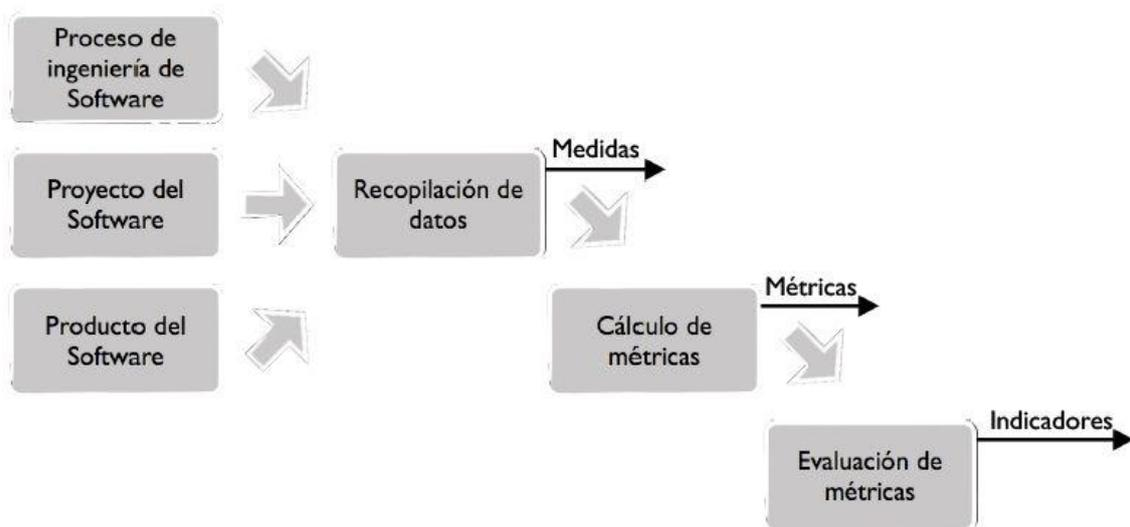 Proceso de
ingeniería de
Software
Proyecto del
Software
Producto del
Software
Recopilación de
datos
Medidas
Cálculo de
métricas
Métricas
Evaluación de
métricas
Indicadores